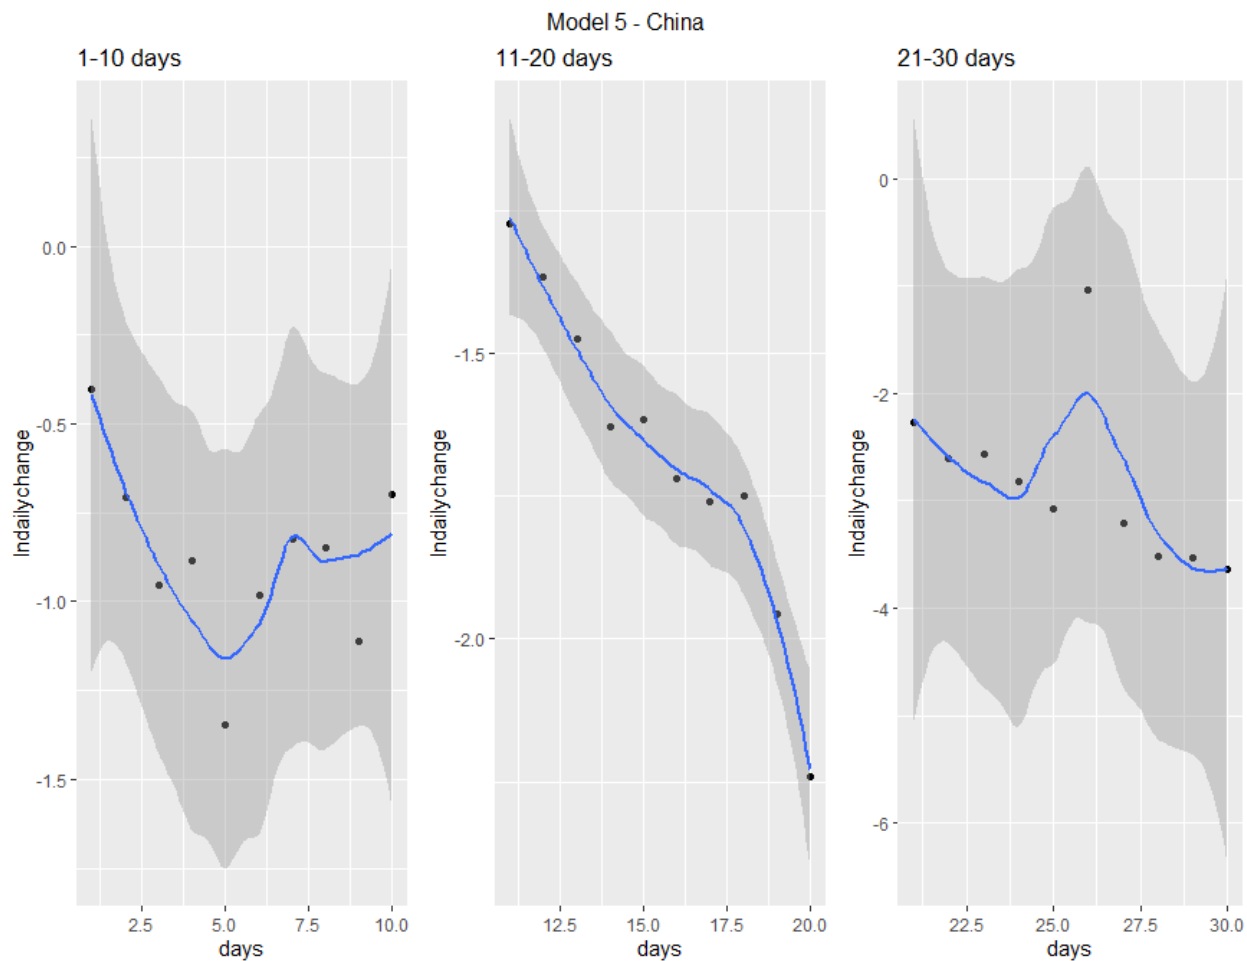 Model 5 - China
1-10 days
11-20 days
21-30 days
lndailychange
0.0
-0.5
-1.0
-1.5
2.5 5.0 7.5 10.0
days
lndailychange
-1.5
-2.0
12.5 15.0 17.5 20.0
days
lndailychange
0
-2
-4
-6
22.5 25.0 27.5 30.0
days